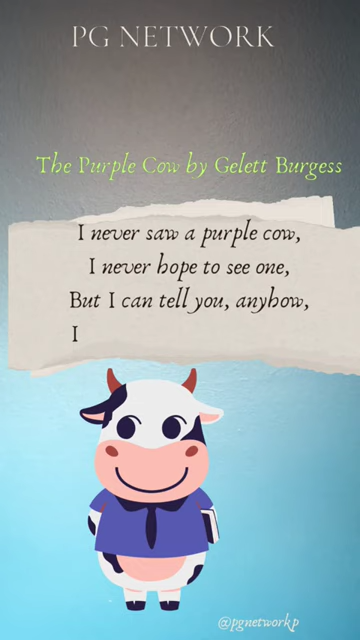 PG NETWORK
The Purple Cow by Gelett Burgess
I never saw a purple cow,
I never hope to see one,
But I can tell you, anyhow,
I
@pgnetworkp